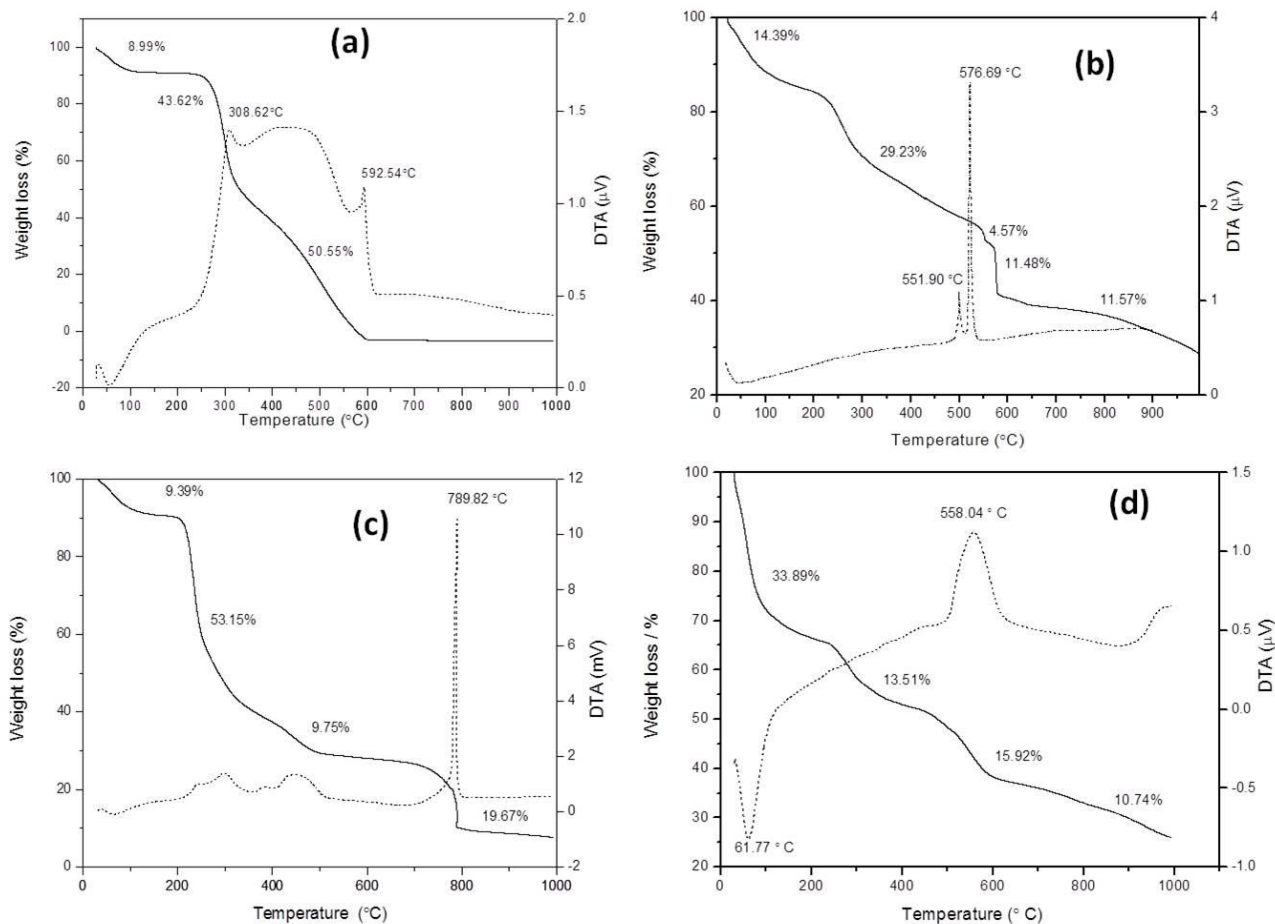 (a)
8.99%
43.62%
308.62°C
592.54°C
50.55%
Weight loss (%)
100
80
60
40
20
0
-20
DTA (µV)
2.0
1.5
1.0
0.5
0.0
0 100 200 300 400 500 600 700 800 900 1000
Temperature (°C)
(b)
14.39%
576.69 °C
29.23%
4.57%
551.90 °C
11.48%
11.57%
Weight loss (%)
100
80
60
40
20
DTA (µV)
4
3
2
1
0
0 100 200 300 400 500 600 700 800 900
Temperature (°C)
(c)
9.39%
789.82 °C
53.15%
9.75%
19.67%
Weight loss (%)
100
80
60
40
20
0
DTA (mV)
12
10
8
6
4
2
0
-2
0 200 400 600 800 1000
Temperature (°C)
(d)
558.04 ° C
33.89%
13.51%
15.92%
10.74%
61.77 ° C
Weight loss / %
100
90
80
70
60
50
40
30
20
DTA (µV)
1.5
1.0
0.5
0.0
-0.5
-1.0
0 200 400 600 800 1000
Temperature (° C)